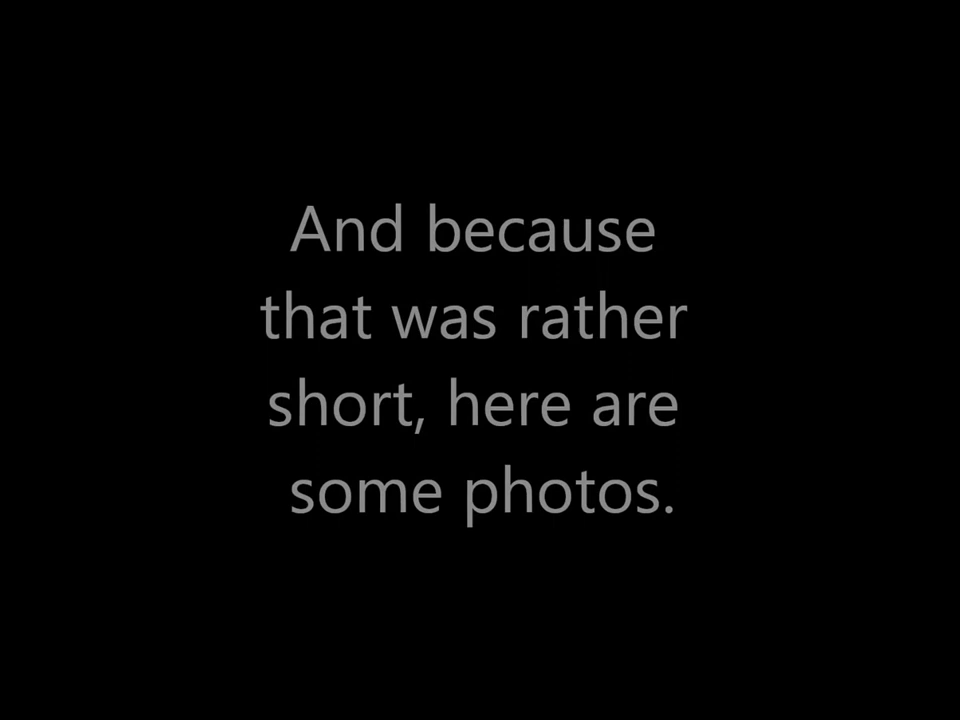 And because
that was rather
short, here are
some photos.